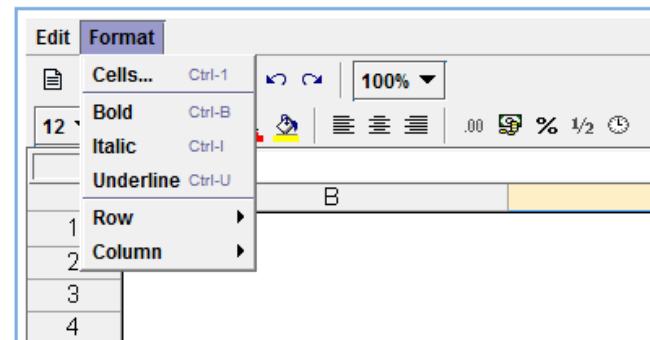 Edit Format
Cells... Ctrl-1
100%
Bold Ctrl-B
12
.00 % 1/2
Italic Ctrl-I
Underline Ctrl-U
B
Row
1
Column
2
3
4